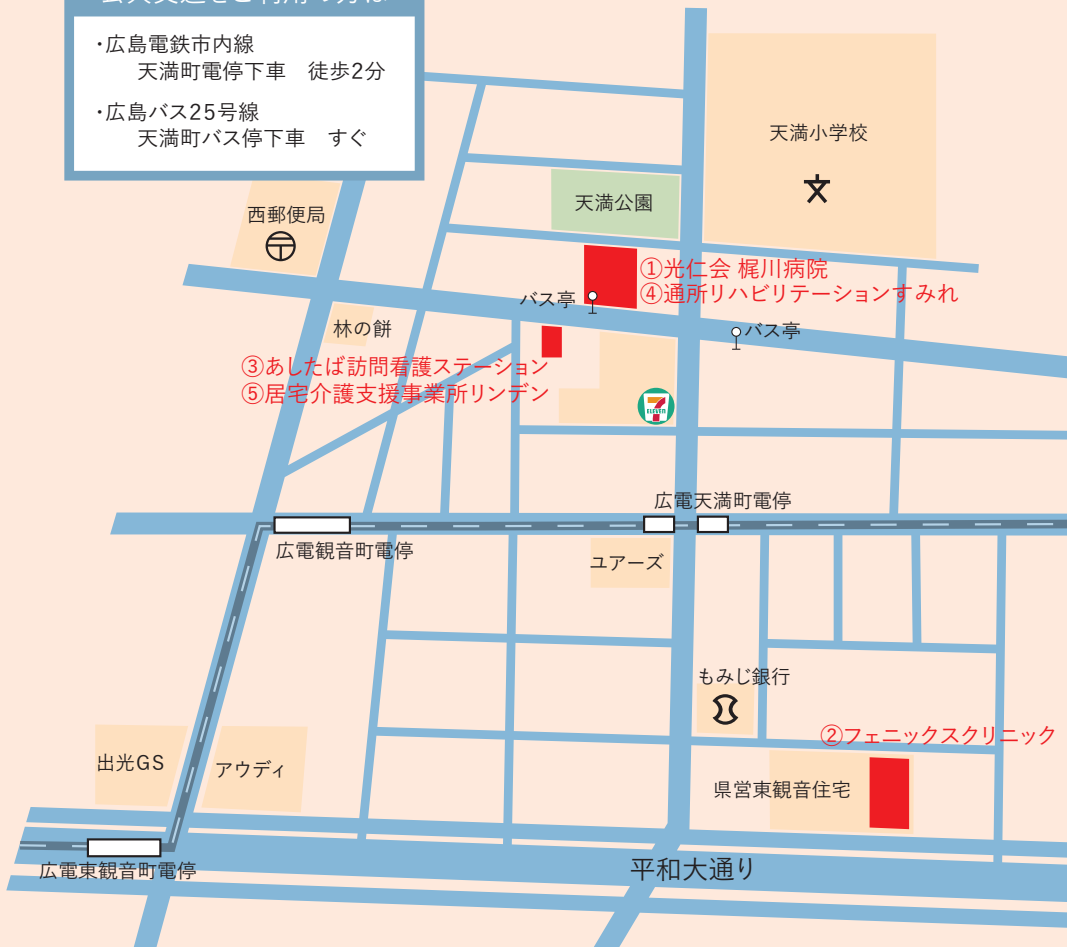 ・広島電鉄市内線
天満町電停下車　徒歩2分
・広島バス25号線
天満町バス停下車　すぐ
天満小学校
西郵便局
天満公園
①光仁会 梶川病院
④通所リハビリテーションすみれ
バス亭
バス亭
林の餅
③あしたば訪問看護ステーション
⑤居宅介護支援事業所リンデン
7
ELEVEN
広電天満町電停
広電観音町電停
ユアーズ
もみじ銀行
②フェニックスクリニック
出光GS
アウディ
県営東観音住宅
平和大通り
広電東観音町電停